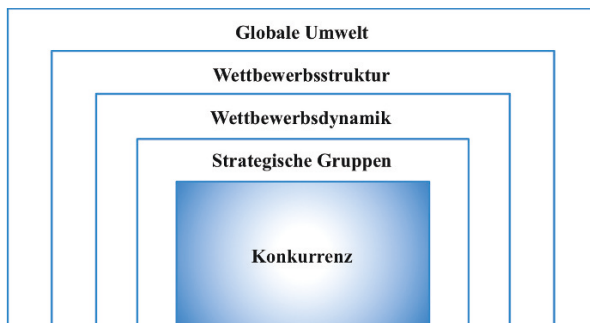 Globale Umwelt
Wettbewerbsstruktur
Wettbewerbsdynamik
Strategische Gruppen
Konkurrenz